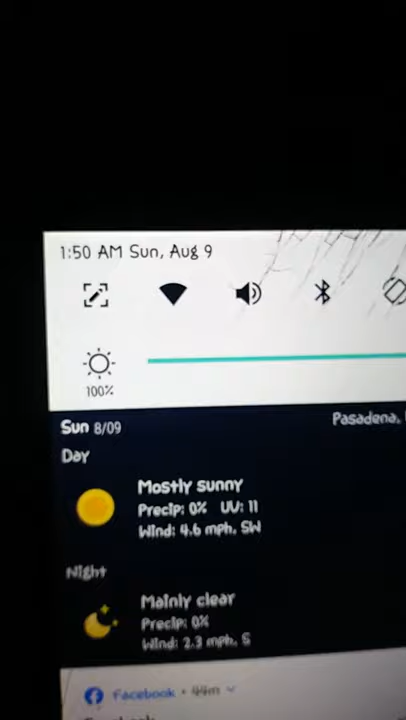 1:50 AM Sun, Aug 9
100%
Sun 8/09
Pasadena,
Day
Mostly sunny
Precip: 0% UV: 11
Wind: 4.6 mph, SW
Night
Mainly clear
Precip: 0%
Wind: 2.3 mph, S
Facebook • 44m